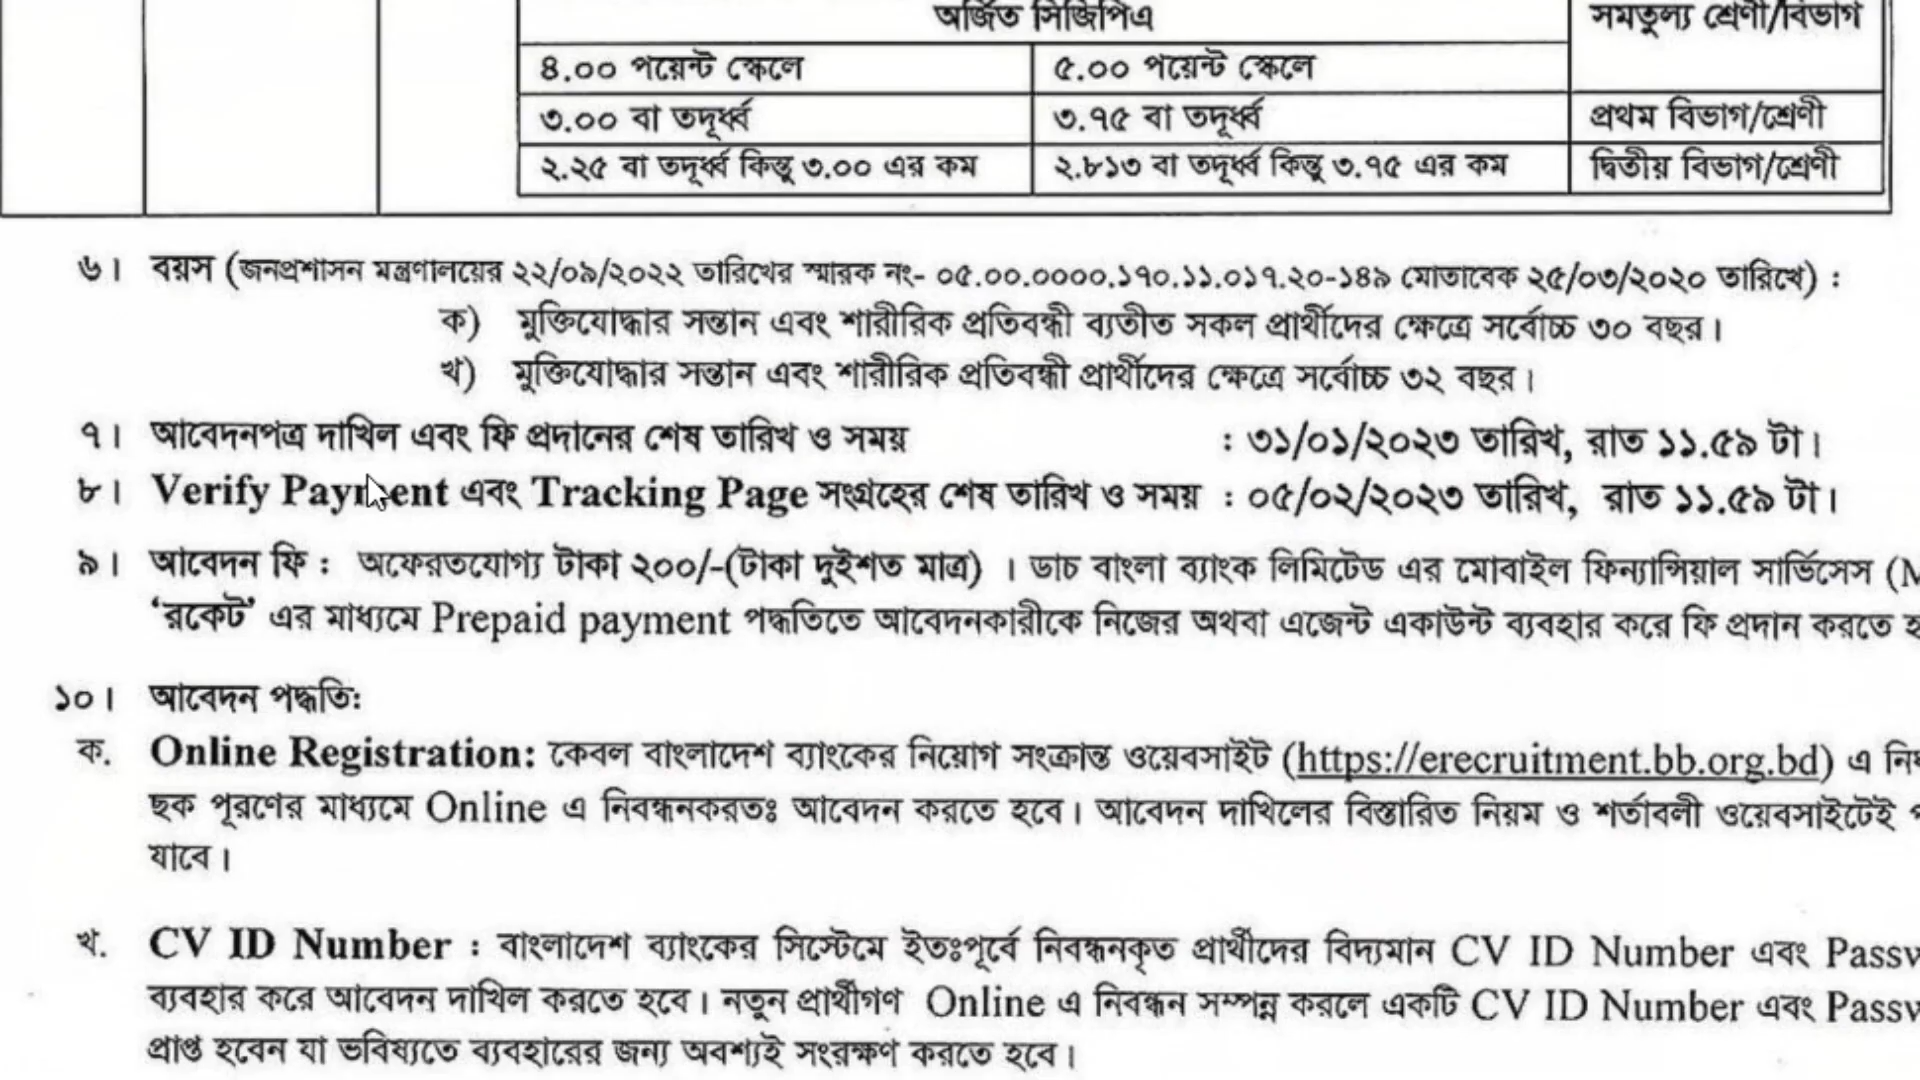 অর্জিত সিজিপিএ
সমতুল্য শ্রেণী/বিভাগ
৪.০০ পয়েন্ট স্কেলে
৫.০০ পয়েন্ট স্কেলে
৩.০০ বা তদূর্ধ্ব
৩.৭৫ বা তদূর্ধ্ব
প্রথম বিভাগ/শ্রেণী
২.২৫ বা তদূর্ধ্ব কিন্তু ৩.০০ এর কম
২.৮১৩ বা তদূর্ধ্ব কিন্তু ৩.৭৫ এর কম
দ্বিতীয় বিভাগ/শ্রেণী
৬। বয়স (জনপ্রশাসন মন্ত্রণালয়ের ২২/০৯/২০২২ তারিখের স্মারক নং- ০৫.০০.০০০০.১৭০.১১.০১৭.২০-১৪৯ মোতাবেক ২৫/০৩/২০২০ তারিখে) :
ক) মুক্তিযোদ্ধার সন্তান এবং শারীরিক প্রতিবন্ধী ব্যতীত সকল প্রার্থীদের ক্ষেত্রে সর্বোচ্চ ৩০ বছর।
খ) মুক্তিযোদ্ধার সন্তান এবং শারীরিক প্রতিবন্ধী প্রার্থীদের ক্ষেত্রে সর্বোচ্চ ৩২ বছর।
৭। আবেদনপত্র দাখিল এবং ফি প্রদানের শেষ তারিখ ও সময় : ৩১/০১/২০২৩ তারিখ, রাত ১১.৫৯ টা।
৮। Verify Payment এবং Tracking Page সংগ্রহের শেষ তারিখ ও সময় : ০৫/০২/২০২৩ তারিখ, রাত ১১.৫৯ টা।
৯। আবেদন ফি : অফেরতযোগ্য টাকা ২০০/-(টাকা দুইশত মাত্র) । ডাচ বাংলা ব্যাংক লিমিটেড এর মোবাইল ফিন্যান্সিয়াল সার্ভিসেস (M
‘রকেট’ এর মাধ্যমে Prepaid payment পদ্ধতিতে আবেদনকারীকে নিজের অথবা এজেন্ট একাউন্ট ব্যবহার করে ফি প্রদান করতে হ
১০। আবেদন পদ্ধতিঃ
ক. Online Registration: কেবল বাংলাদেশ ব্যাংকের নিয়োগ সংক্রান্ত ওয়েবসাইট (https://erecruitment.bb.org.bd) এ নি
ছক পূরণের মাধ্যমে Online এ নিবন্ধনকরতঃ আবেদন করতে হবে। আবেদন দাখিলের বিস্তারিত নিয়ম ও শর্তাবলী ওয়েবসাইটেই
যাবে।
খ. CV ID Number : বাংলাদেশ ব্যাংকের সিস্টেমে ইতঃপূর্বে নিবন্ধনকৃত প্রার্থীদের বিদ্যমান CV ID Number এবং Passw
ব্যবহার করে আবেদন দাখিল করতে হবে। নতুন প্রার্থীগণ Online এ নিবন্ধন সম্পন্ন করলে একটি CV ID Number এবং Passw
প্রাপ্ত হবেন যা ভবিষ্যতে ব্যবহারের জন্য অবশ্যই সংরক্ষণ করতে হবে।